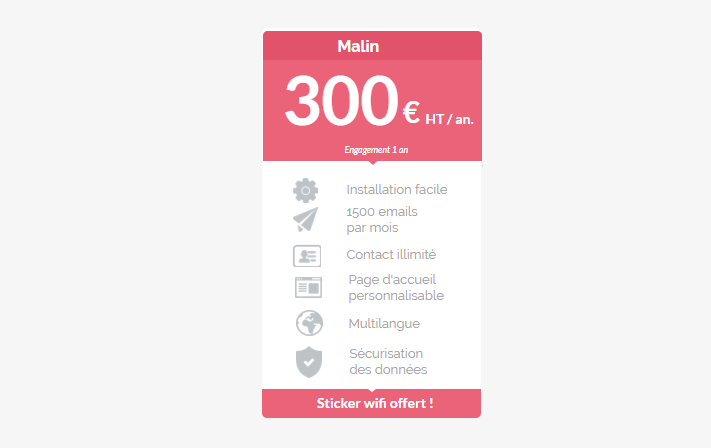 Malin
300€ HT / an.
Engagement 1 an
Installation facile
1500 emails
par mois
Contact illimité
Page d'accueil
personnalisable
Multilangue
Sécurisation
des données
Sticker wifi offert !